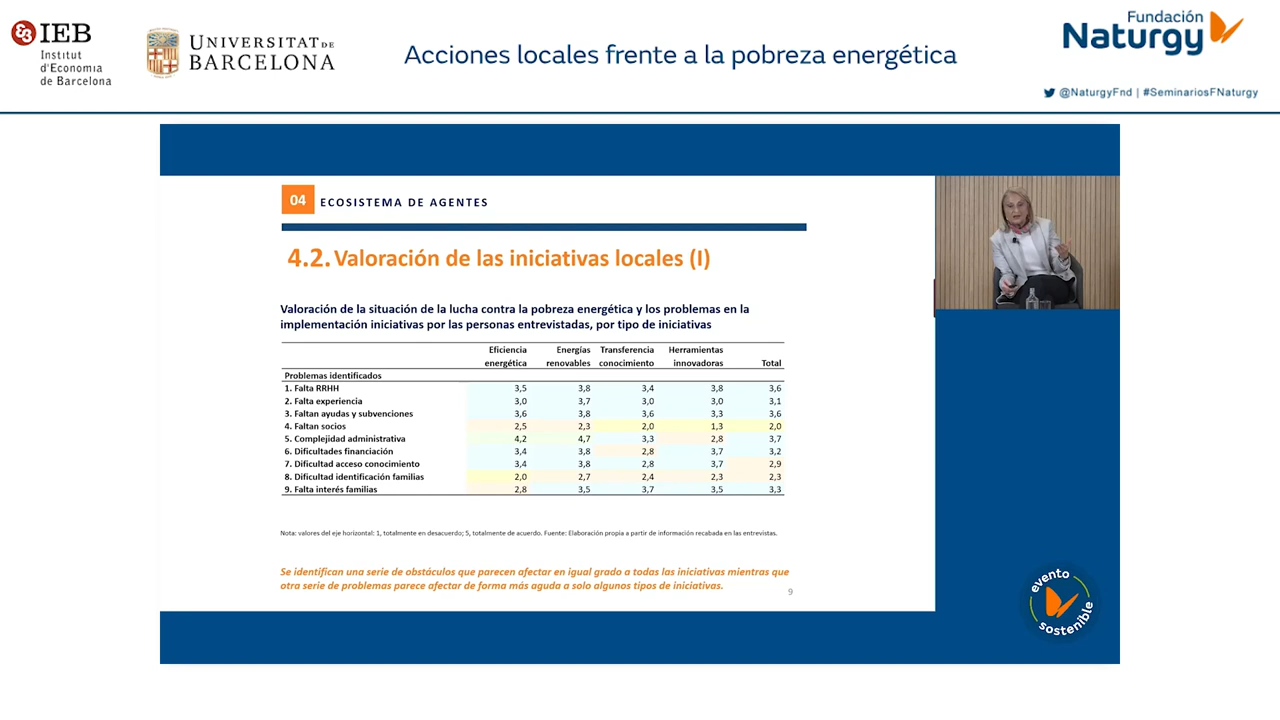 IEB
Institut
d'Economia
de Barcelona
UNIVERSITAT DE
BARCELONA
Acciones locales frente a la pobreza energética
Fundación
Naturgy
@NaturgyFnd | #SeminariosFNaturgy
04 ECOSISTEMA DE AGENTES
4.2. Valoración de las iniciativas locales (I)
Valoración de la situación de la lucha contra la pobreza energética y los problemas en la
implementación iniciativas por las personas entrevistadas, por tipo de iniciativas
Eficiencia Energías Transferencia Herramientas
energética renovables conocimiento innovadoras Total
Problemas identificados
1. Falta RRHH 3,5 3,8 3,4 3,8 3,6
2. Falta experiencia 3,0 3,7 3,0 3,0 3,1
3. Faltan ayudas y subvenciones 3,6 3,8 3,6 3,3 3,6
4. Faltan socios 2,5 2,3 2,0 1,3 2,0
5. Complejidad administrativa 4,2 4,7 3,3 2,8 3,7
6. Dificultades financiación 3,4 3,8 2,8 3,7 3,2
7. Dificultad acceso conocimiento 3,4 3,8 2,8 3,7 2,9
8. Dificultad identificación familias 2,0 2,7 2,4 2,3 2,3
9. Falta interés familias 2,8 3,5 3,7 3,5 3,3
Nota: valores del eje horizontal: 1, totalmente en desacuerdo; 5, totalmente de acuerdo. Fuente: Elaboración propia a partir de información recabada en las entrevistas.
Se identifican una serie de obstáculos que parecen afectar en igual grado a todas las iniciativas mientras que
otra serie de problemas parece afectar de forma más aguda a solo algunos tipos de iniciativas.
9
evento
sostenible